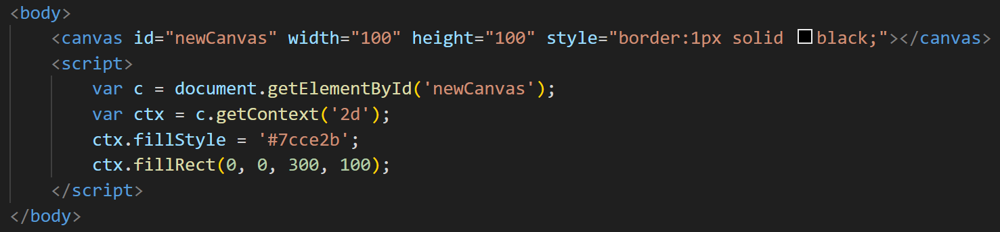 <body>
<canvas id="newCanvas" width="100" height="100" style="border:1px solid black;"></canvas>
<script>
var c = document.getElementById('newCanvas');
var ctx = c.getContext('2d');
ctx.fillStyle = '#7cce2b';
ctx.fillRect(0, 0, 300, 100);
</script>
</body>